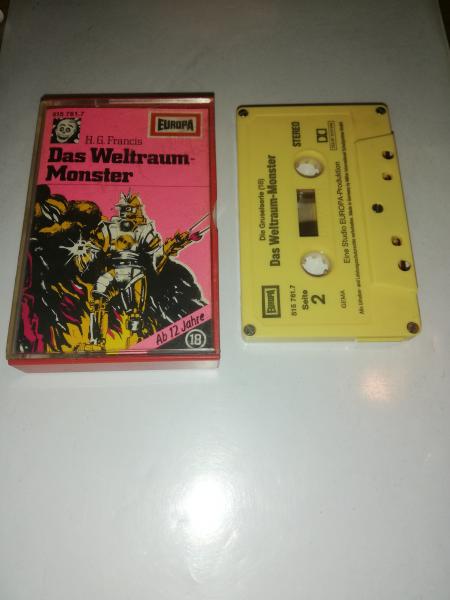 815 781.7
EUROPA
H. G. Francis
Das Weltraum-
Monster
Ab 12 Jahre
18
Die Gruselserie (18)
Das Weltraum-Monster
STEREO
EUROPA
815 781.7
Seite
2
GEMA
Eine Studio EUROPA-Produktion